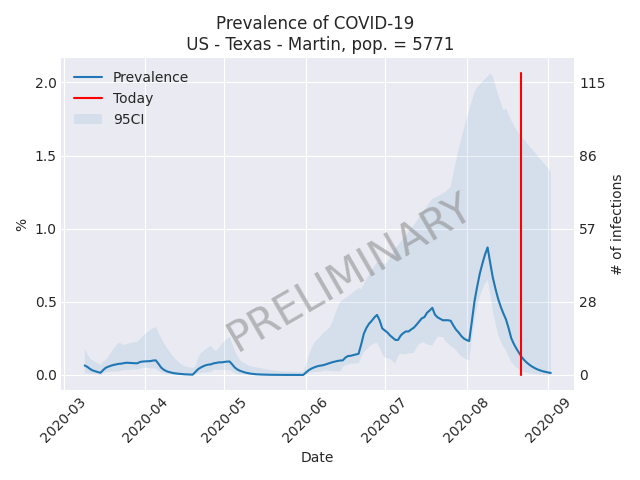 Prevalence of COVID-19
US - Texas - Martin, pop. = 5771
Prevalence
Today
95CI
PRELIMINARY
2.0
1.5
1.0
0.5
0.0
%
115
86
57
28
0
# of infections
2020-03
2020-04
2020-05
2020-06
2020-07
2020-08
2020-09
Date